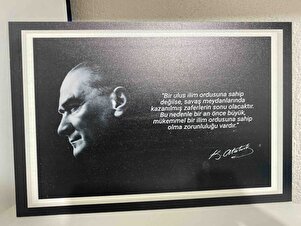 "Bir ulus ilim ordusuna sahip
değilse, savaş meydanlarında
kazanılmış zaferlerin sonu olacaktır.
Bu nedenle bir an önce büyük,
mükemmel bir ilim ordusuna sahip
olma zorunluluğu vardır."
K. Atatürk